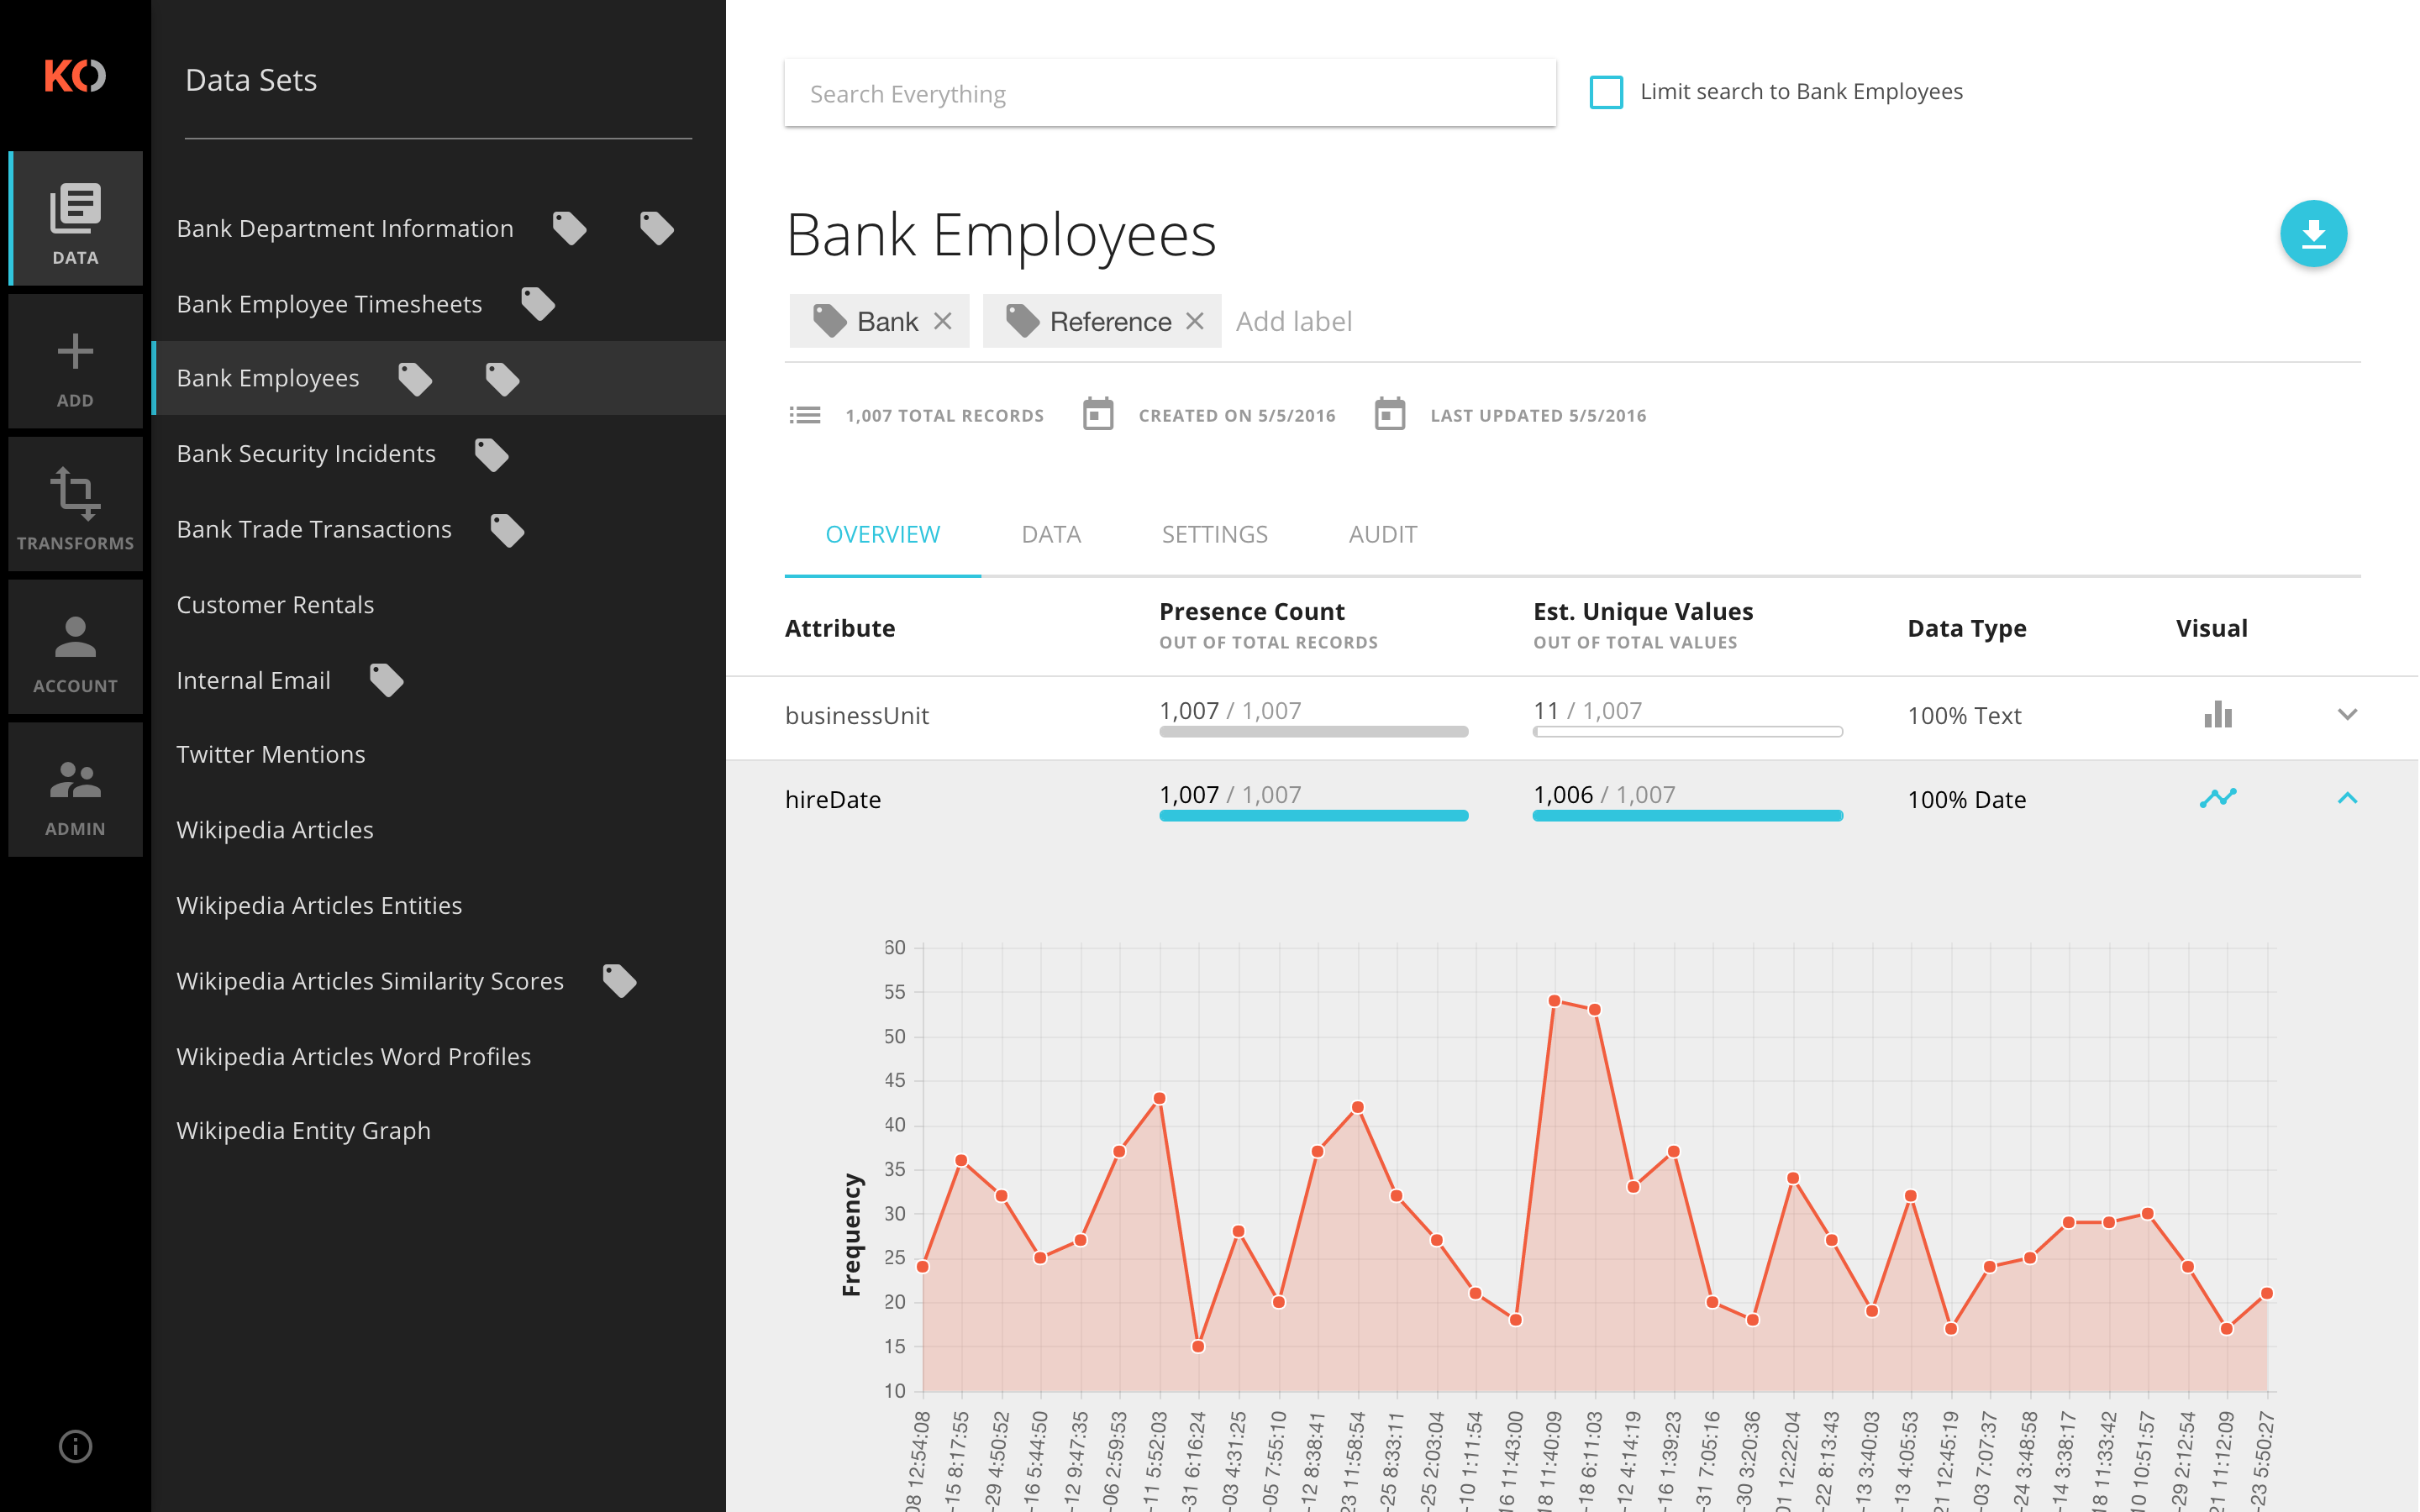 KO
DATA
ADD
TRANSFORMS
ACCOUNT
ADMIN
Data Sets
Bank Department Information
Bank Employee Timesheets
Bank Employees
Bank Security Incidents
Bank Trade Transactions
Customer Rentals
Internal Email
Twitter Mentions
Wikipedia Articles
Wikipedia Articles Entities
Wikipedia Articles Similarity Scores
Wikipedia Articles Word Profiles
Wikipedia Entity Graph
Search Everything
Limit search to Bank Employees
Bank Employees
Bank Reference Add label
1,007 TOTAL RECORDS CREATED ON 5/5/2016 LAST UPDATED 5/5/2016
OVERVIEW DATA SETTINGS AUDIT
Attribute Presence Count OUT OF TOTAL RECORDS Est. Unique Values OUT OF TOTAL VALUES Data Type Visual
businessUnit 1,007 / 1,007 11 / 1,007 100% Text
hireDate 1,007 / 1,007 1,006 / 1,007 100% Date
Frequency
60
55
50
45
40
35
30
25
20
15
10
08 12:54:08
-15 8:17:55
-29 4:50:52
-16 5:44:50
-12 9:47:35
-06 2:59:53
-11 5:52:03
-31 6:16:24
-03 4:31:25
-05 7:55:10
-12 8:38:41
23 11:58:54
-25 8:33:11
-25 2:03:04
-10 1:11:54
16 11:43:00
18 11:40:09
-18 6:11:03
-12 4:14:19
-16 1:39:23
-31 7:05:16
-30 3:20:36
01 12:22:04
-22 8:13:43
-13 3:40:03
-13 4:05:53
21 12:45:19
-03 7:07:37
-24 3:48:58
-14 3:38:17
18 11:33:42
10 10:51:57
-29 2:12:54
21 11:12:09
-23 5:50:27